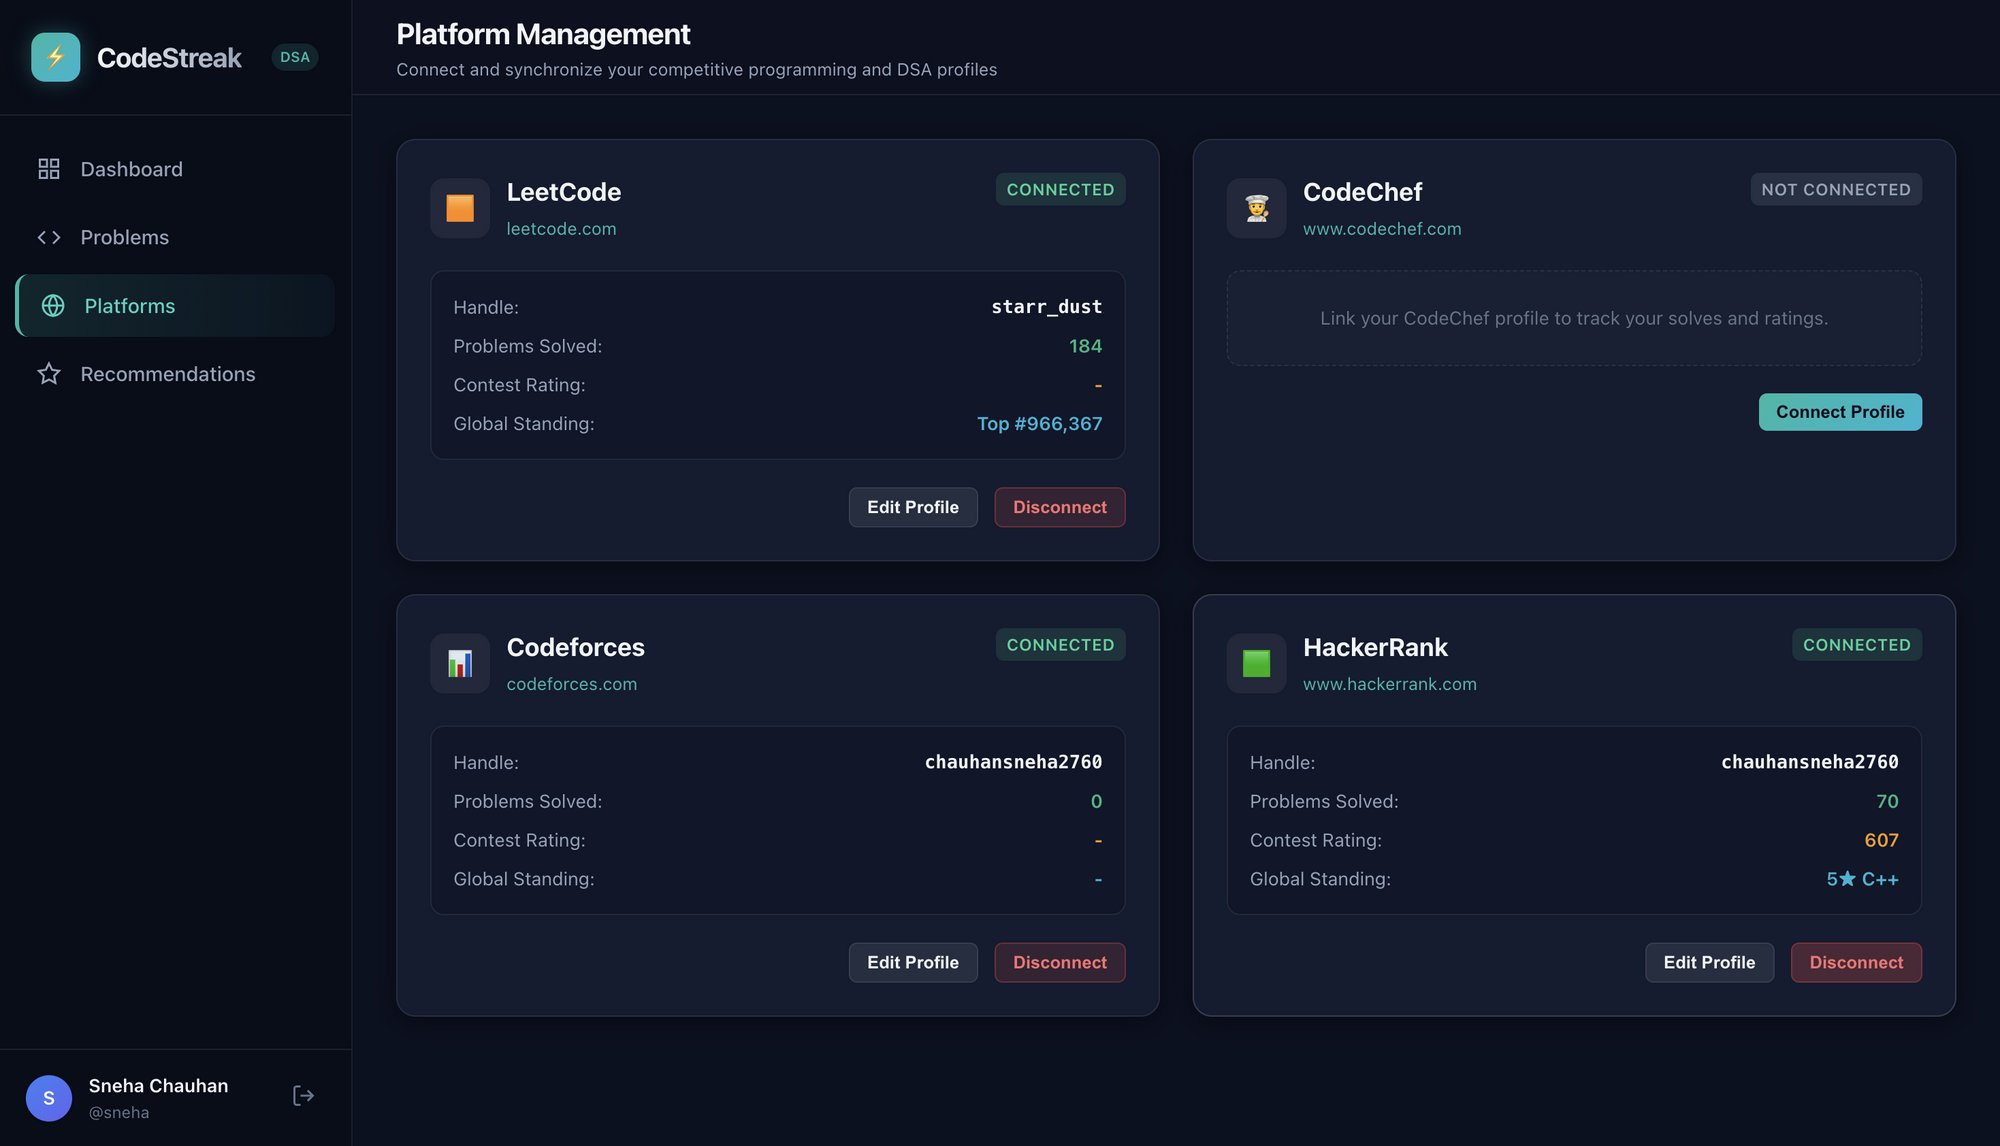 CodeStreak DSA
Dashboard
Problems
Platforms
Recommendations
Sneha Chauhan
@sneha
S
Platform Management
Connect and synchronize your competitive programming and DSA profiles
LeetCode
leetcode.com
CONNECTED
Handle: starr_dust
Problems Solved: 184
Contest Rating: -
Global Standing: Top #966,367
Edit Profile Disconnect
CodeChef
www.codechef.com
NOT CONNECTED
Link your CodeChef profile to track your solves and ratings.
Connect Profile
Codeforces
codeforces.com
CONNECTED
Handle: chauhansneha2760
Problems Solved: 0
Contest Rating: -
Global Standing: -
Edit Profile Disconnect
HackerRank
www.hackerrank.com
CONNECTED
Handle: chauhansneha2760
Problems Solved: 70
Contest Rating: 607
Global Standing: 5★ C++
Edit Profile Disconnect